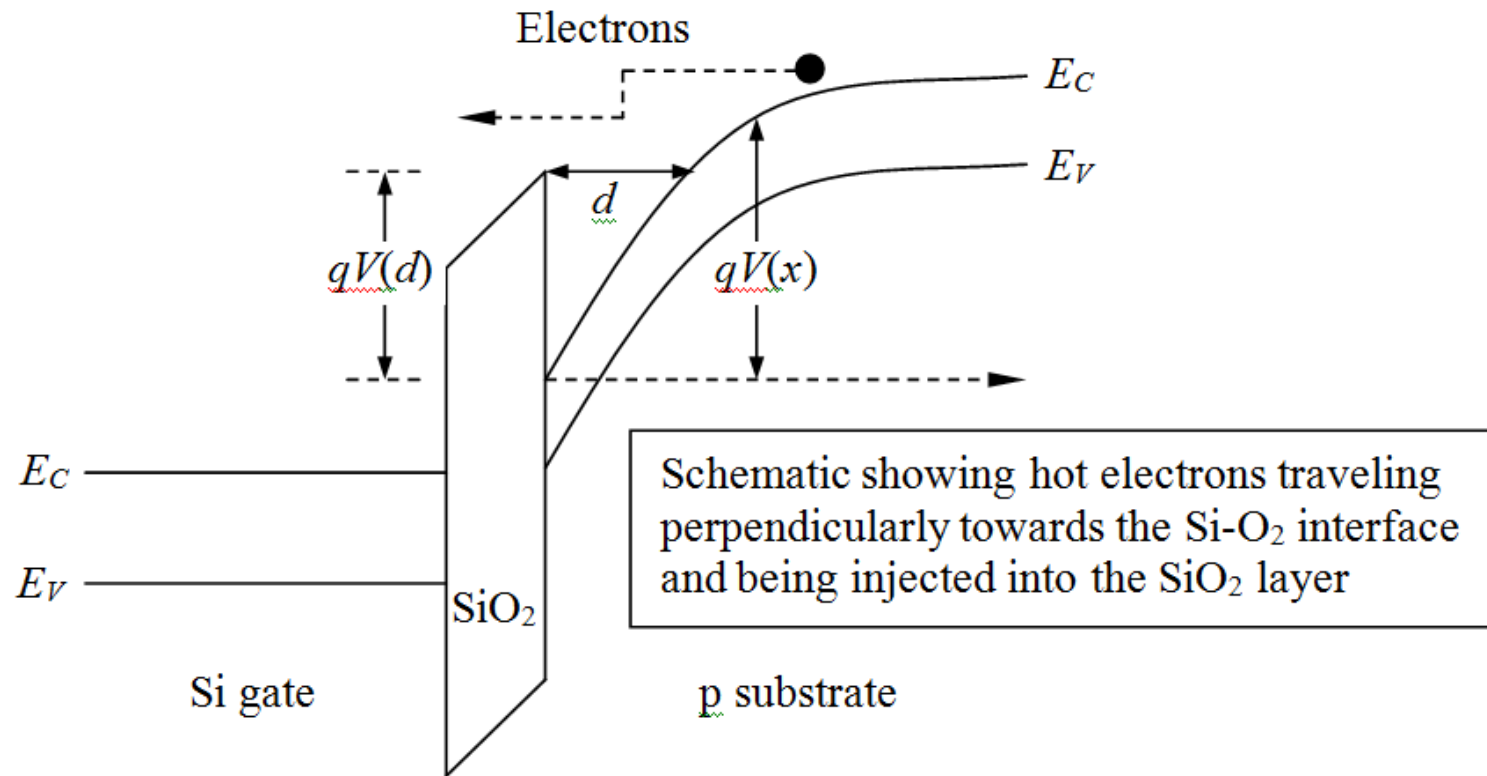 Electrons
E_C
E_V
d
qV(d)
qV(x)
E_C
E_V
SiO₂
Schematic showing hot electrons traveling
perpendicularly towards the Si-O₂ interface
and being injected into the SiO₂ layer
Si gate
p substrate